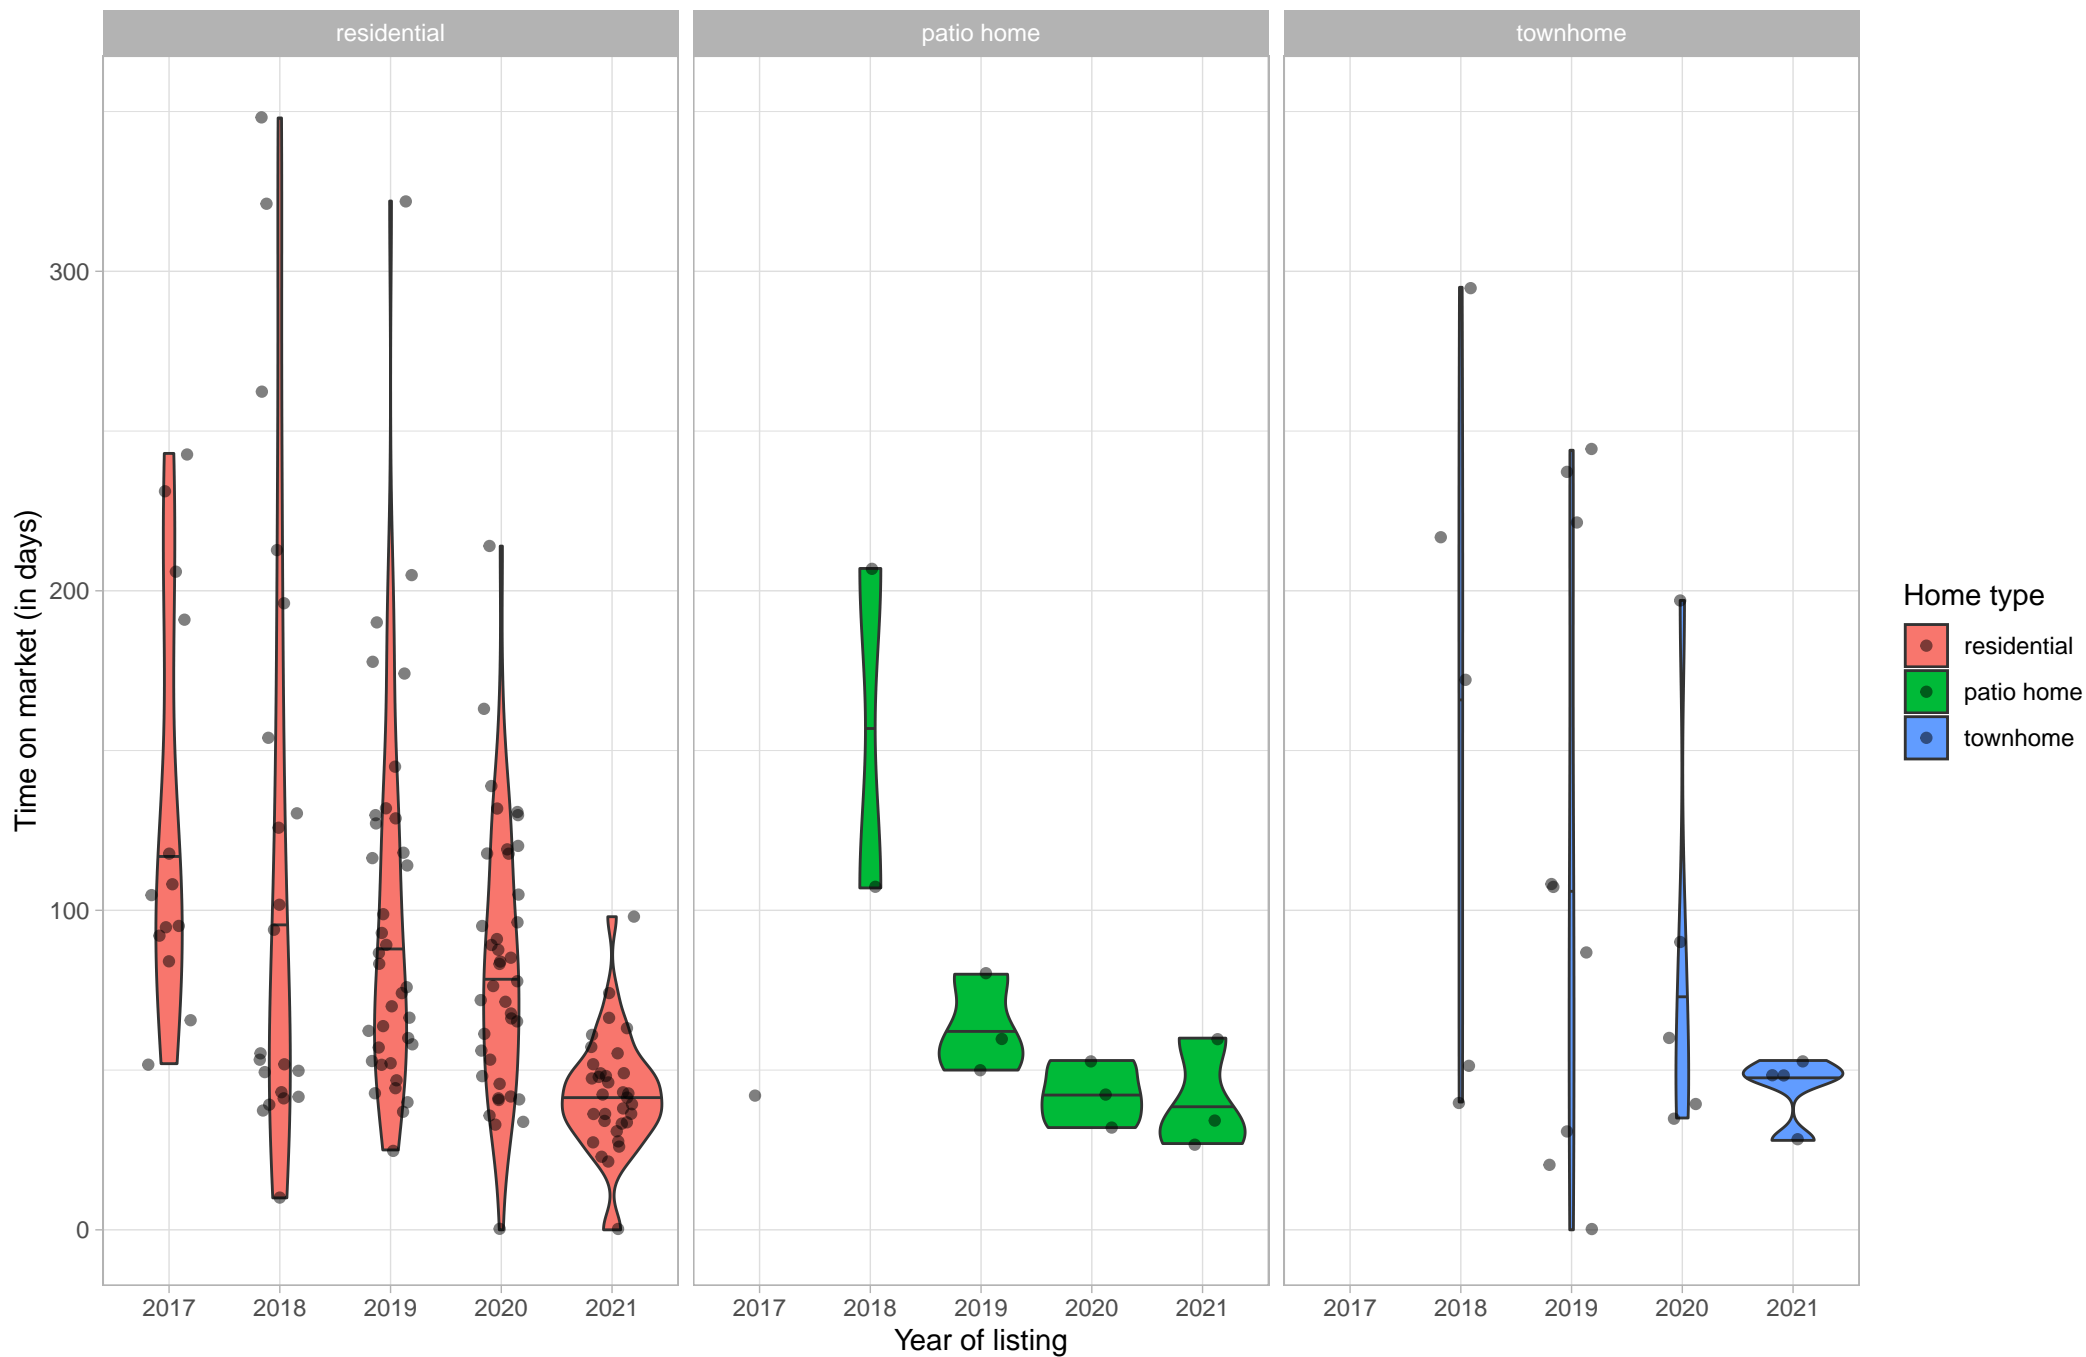 residential
patio home
townhome
Time on market (in days)
300
200
100
0
2017 2018 2019 2020 2021
2017 2018 2019 2020 2021
2017 2018 2019 2020 2021
Year of listing
Home type
residential
patio home
townhome